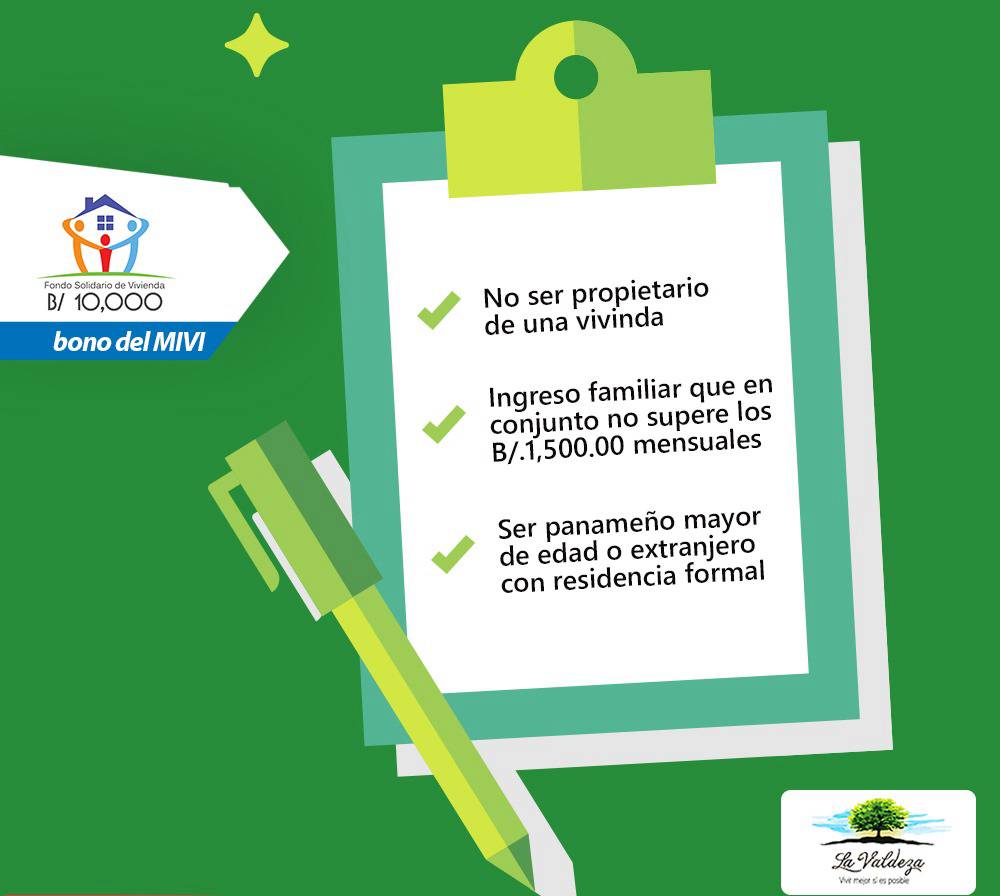 Fondo Solidario de Vivienda
B/ 10,000
bono del MIVI
No ser propietario
de una vivinda
Ingreso familiar que en
conjunto no supere los
B/.1,500.00 mensuales
Ser panameño mayor
de edad o extranjero
con residencia formal
La Valdeza
Vivir mejor sí es posible